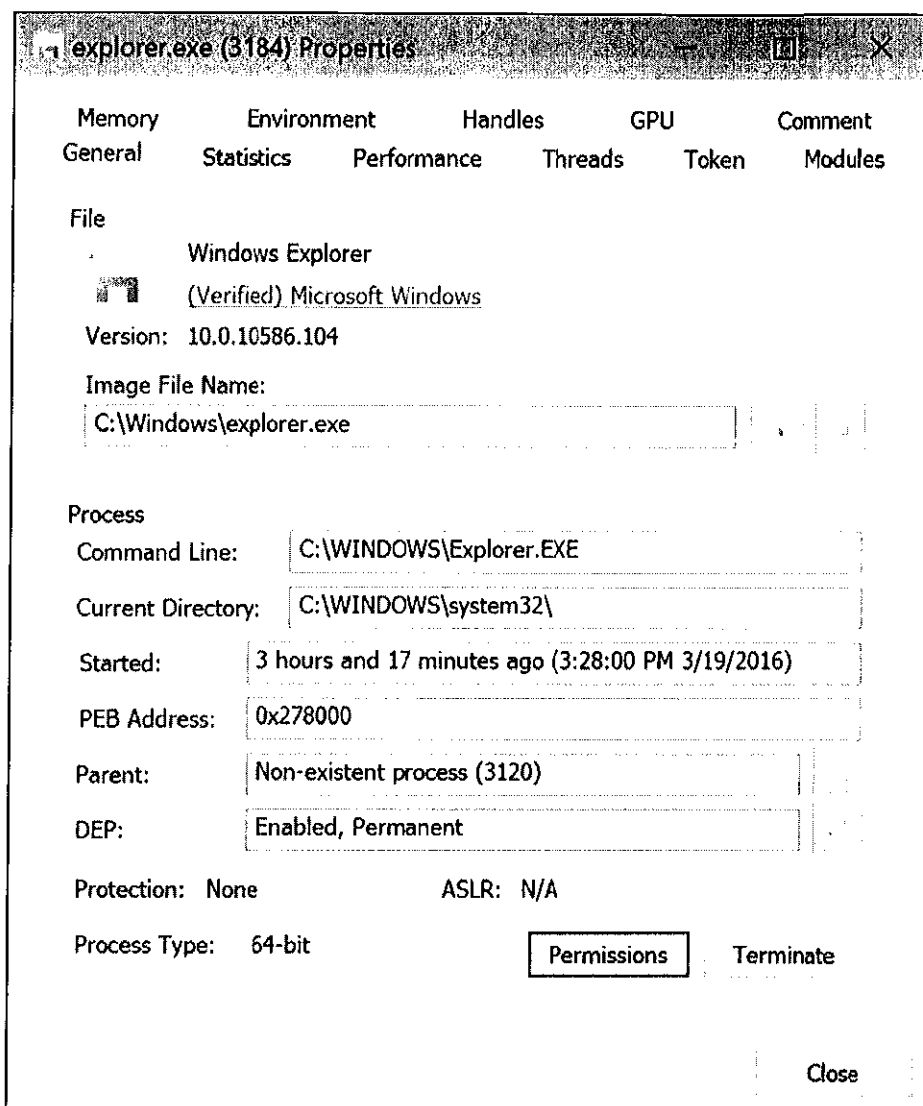 explorer.exe (3184) Properties
Memory Environment Handles GPU Comment
General Statistics Performance Threads Token Modules
File
Windows Explorer
(Verified) Microsoft Windows
Version: 10.0.10586.104
Image File Name:
C:\Windows\explorer.exe
Process
Command Line: C:\WINDOWS\Explorer.EXE
Current Directory: C:\WINDOWS\system32\
Started: 3 hours and 17 minutes ago (3:28:00 PM 3/19/2016)
PEB Address: 0x278000
Parent: Non-existent process (3120)
DEP: Enabled, Permanent
Protection: None ASLR: N/A
Process Type: 64-bit Permissions Terminate
Close